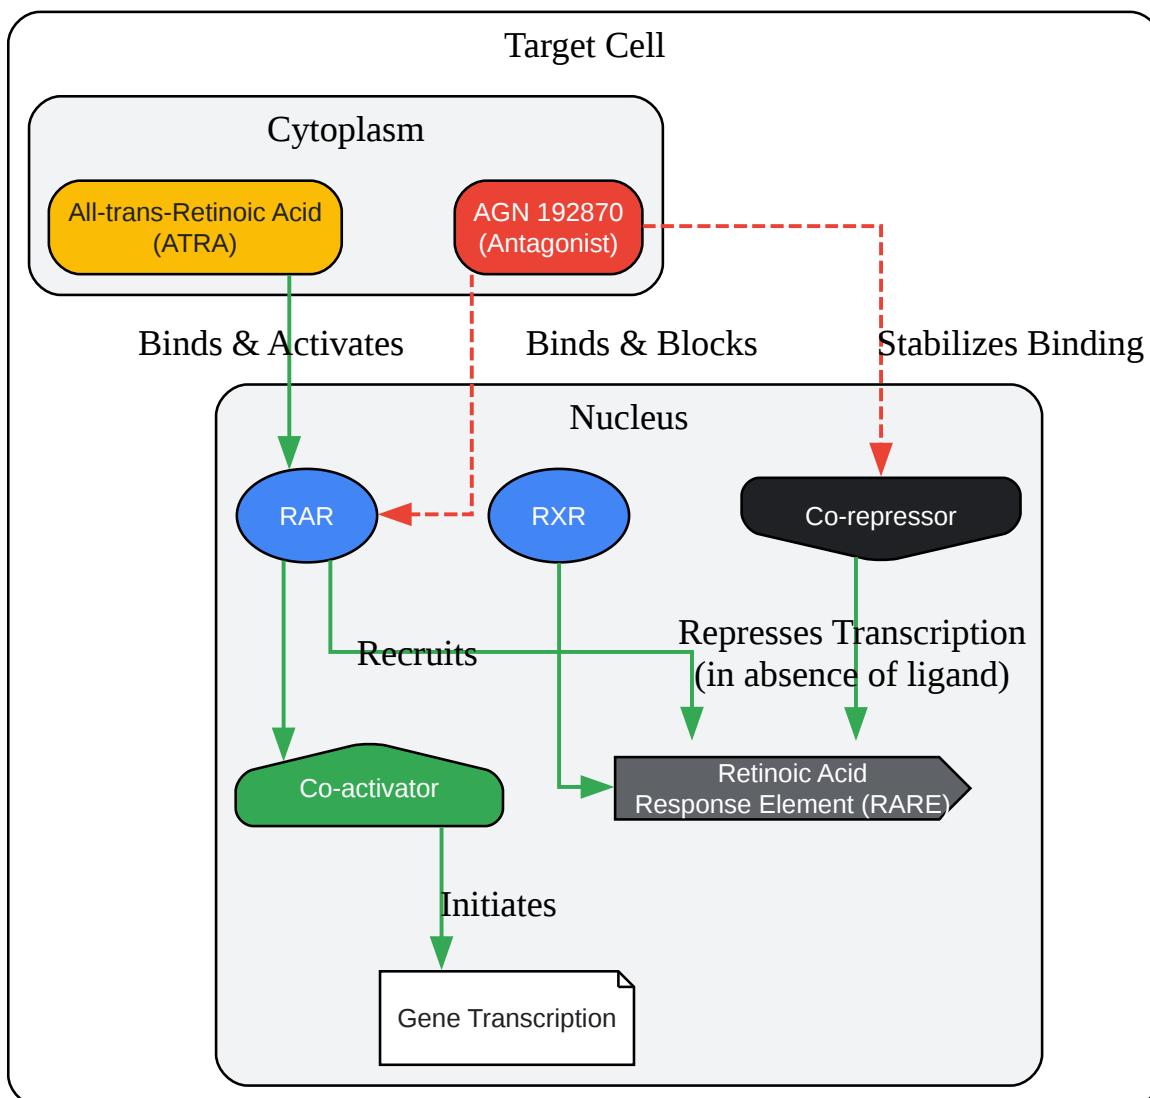 Target Cell
Cytoplasm
All-trans-Retinoic Acid
(ATRA)
AGN 192870
(Antagonist)
Binds & Activates
Binds & Blocks
Stabilizes Binding
Nucleus
RAR
RXR
Co-repressor
Recruits
Represses Transcription
(in absence of ligand)
Co-activator
Retinoic Acid
Response Element (RARE)
Initiates
Gene Transcription